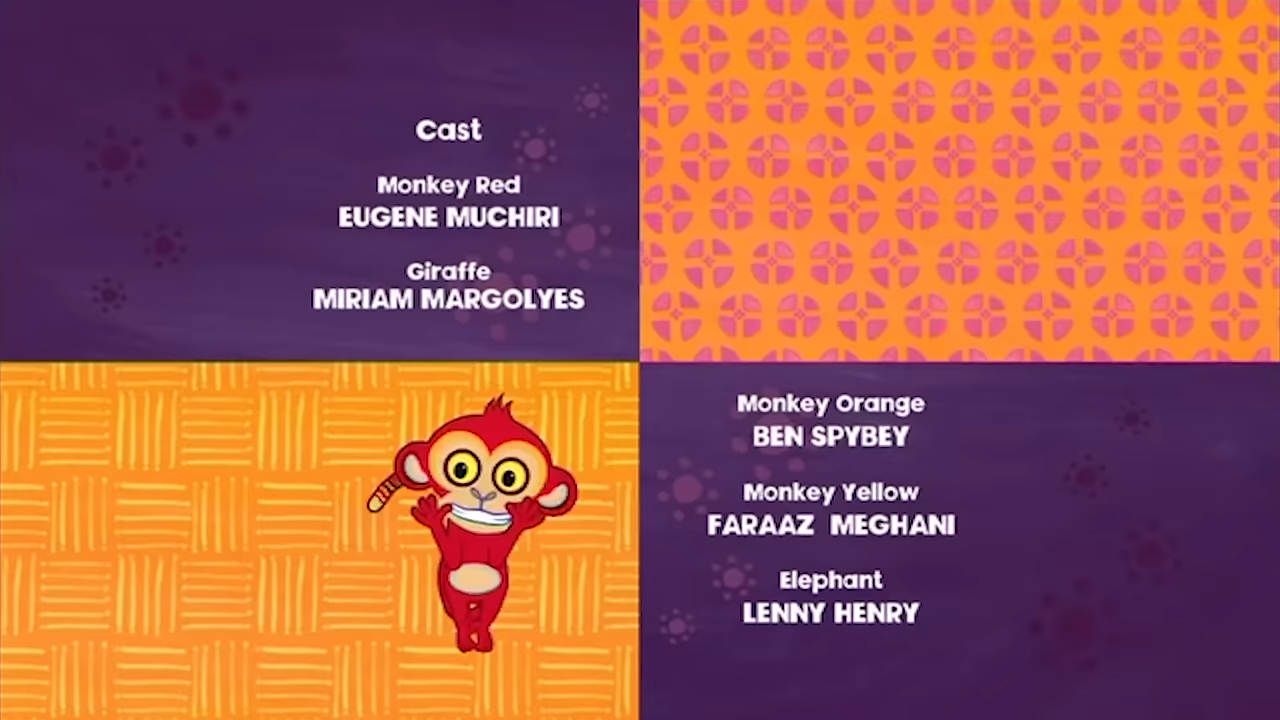 Cast
Monkey Red
EUGENE MUCHIRI
Giraffe
MIRIAM MARGOLYES
Monkey Orange
BEN SPYBEY
Monkey Yellow
FARAAZ MEGHANI
Elephant
LENNY HENRY